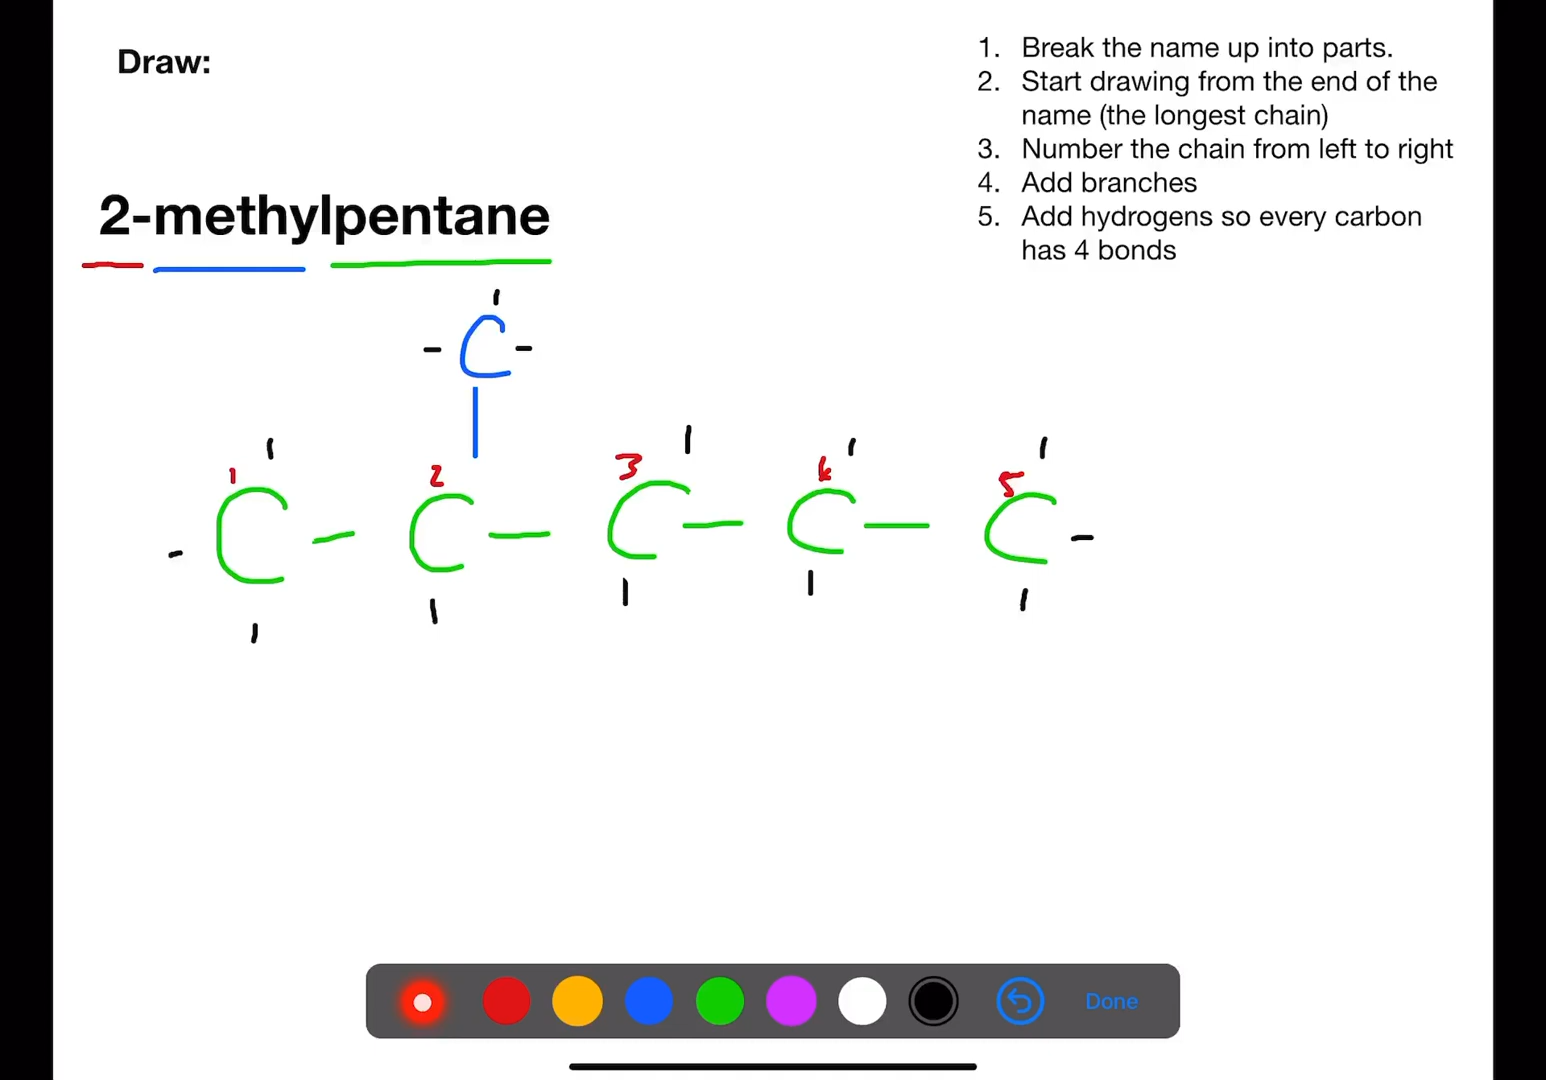 Draw:
1. Break the name up into parts.
2. Start drawing from the end of the
name (the longest chain)
3. Number the chain from left to right
4. Add branches
5. Add hydrogens so every carbon
has 4 bonds
2-methylpentane
C
1 2 3 4 5
C - C - C - C - C
Done